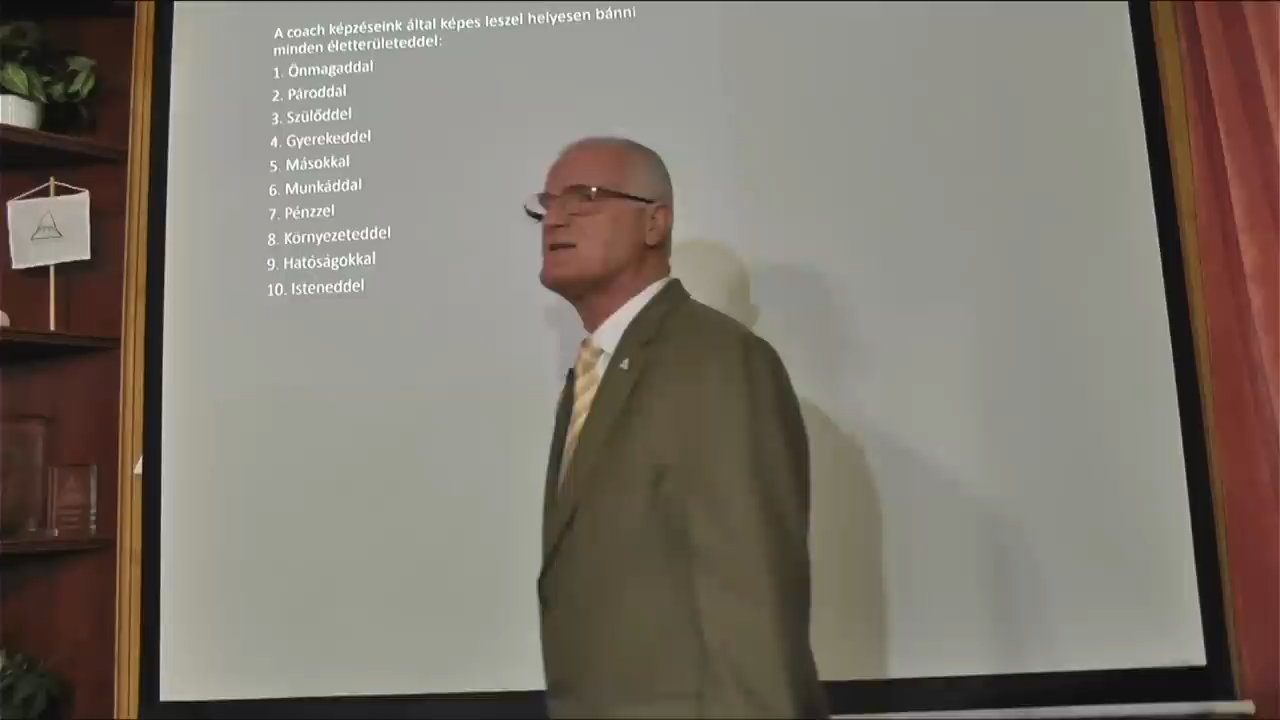 A coach képzéseink által képes leszel helyesen bánni
minden életterületeddel:
1. Önmagaddal
2. Pároddal
3. Szülőddel
4. Gyerekeddel
5. Másokkal
6. Munkáddal
7. Pénzzel
8. Környezeteddel
9. Hatóságokkal
10. Isteneddel